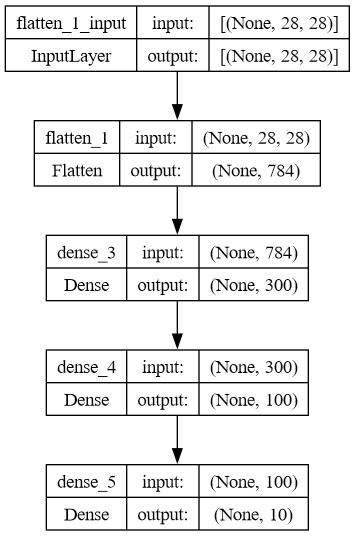 flatten_1_input input: [(None, 28, 28)]
InputLayer output: [(None, 28, 28)]
flatten_1 input: (None, 28, 28)
Flatten output: (None, 784)
dense_3 input: (None, 784)
Dense output: (None, 300)
dense_4 input: (None, 300)
Dense output: (None, 100)
dense_5 input: (None, 100)
Dense output: (None, 10)